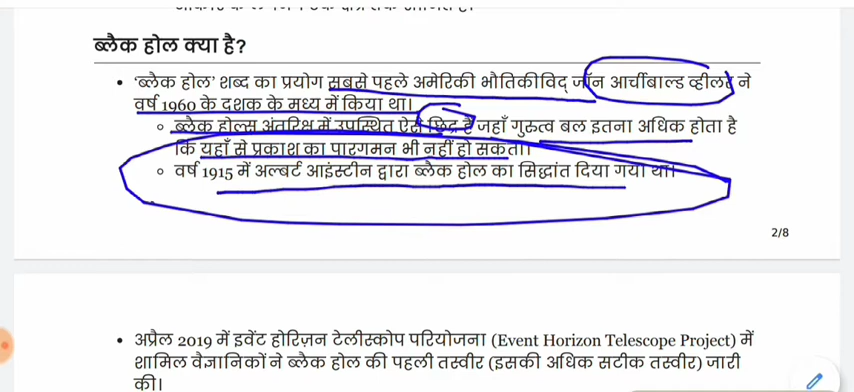 ब्लैक होल क्या है?
• 'ब्लैक होल' शब्द का प्रयोग सबसे पहले अमेरिकी भौतिकीविद् जॉन आर्चीबाल्ड व्हीलर ने
वर्ष 1960 के दशक के मध्य में किया था।
ब्लैक होल्स अंतरिक्ष में उपस्थित ऐसे छिद्र हैं जहाँ गुरुत्व बल इतना अधिक होता है
कि यहाँ से प्रकाश का पारगमन भी नहीं हो सकता।
वर्ष 1915 में अल्बर्ट आइंस्टीन द्वारा ब्लैक होल का सिद्धांत दिया गया था।
2/8
• अप्रैल 2019 में इवेंट होरिज़न टेलीस्कोप परियोजना (Event Horizon Telescope Project) में
शामिल वैज्ञानिकों ने ब्लैक होल की पहली तस्वीर (इसकी अधिक सटीक तस्वीर) जारी
की।